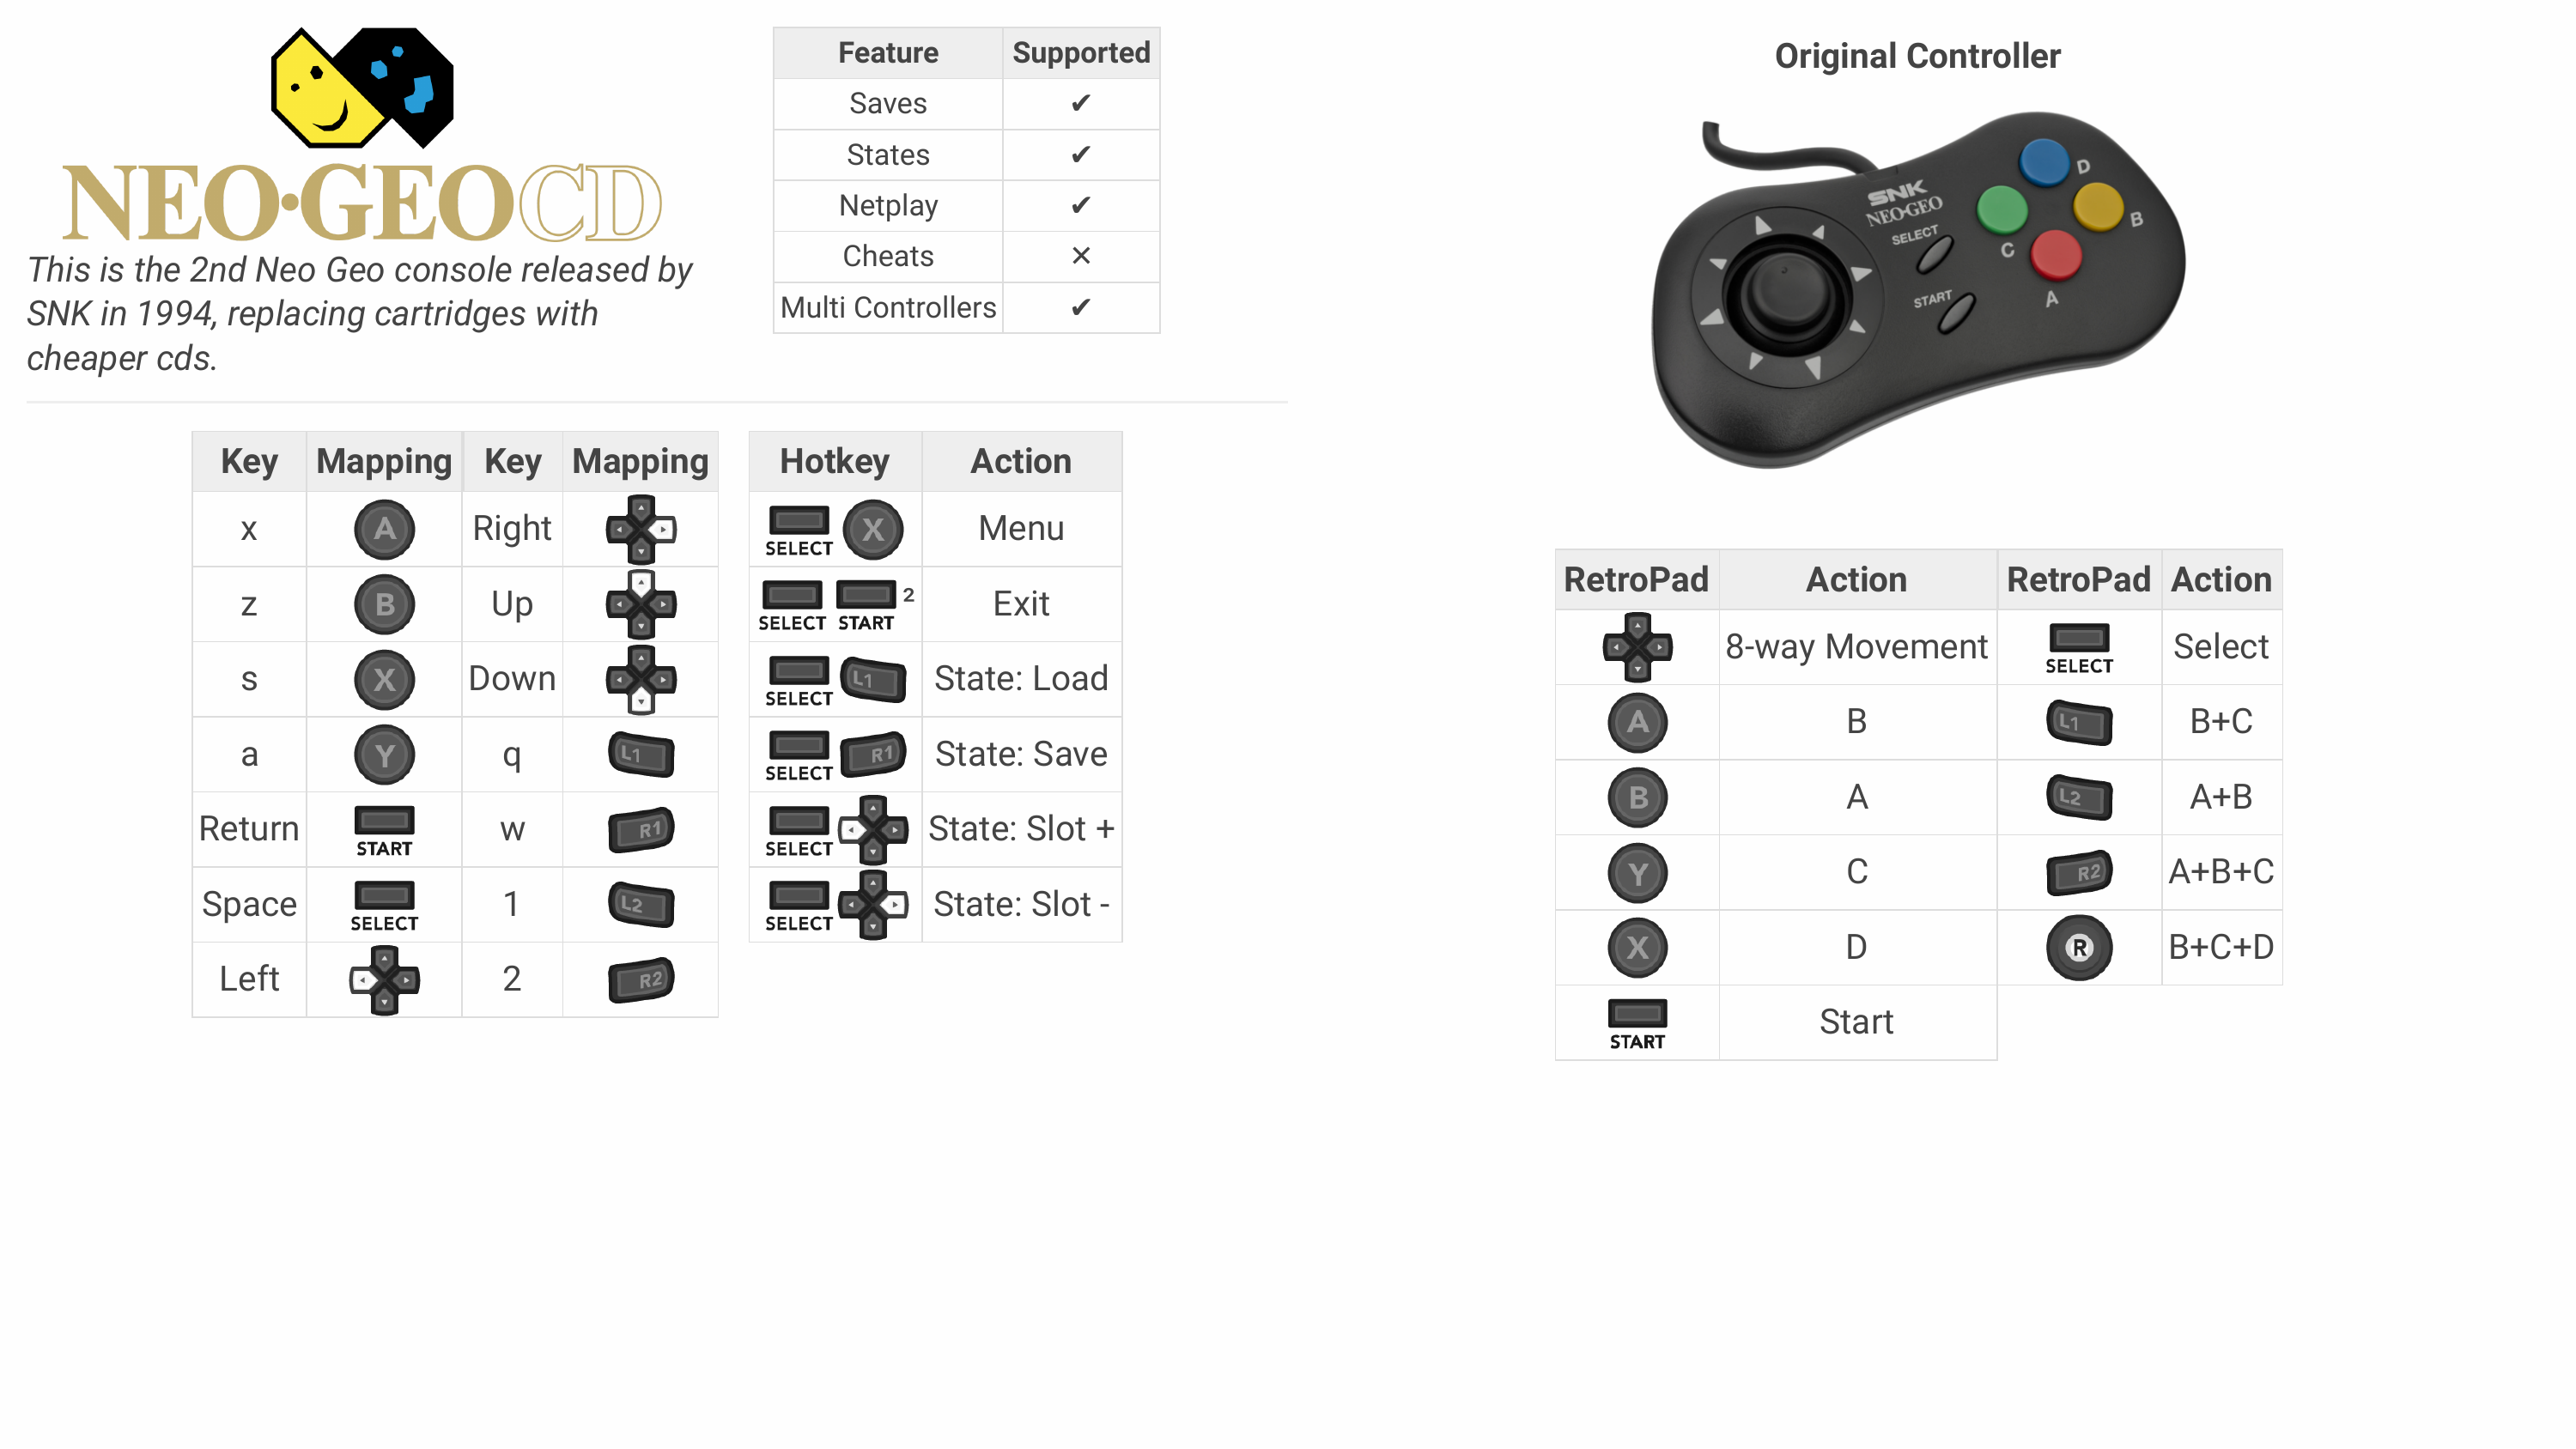 NEO·GEO CD
This is the 2nd Neo Geo console released by
SNK in 1994, replacing cartridges with
cheaper cds.
Feature Supported
Saves ✔
States ✔
Netplay ✔
Cheats ✕
Multi Controllers ✔
Key Mapping Key Mapping
x A Right
z B Up
s X Down
a Y q L1
Return START w R1
Space SELECT 1 L2
Left 2 R2
Hotkey Action
SELECT X Menu
SELECT START 2 Exit
SELECT L1 State: Load
SELECT R1 State: Save
SELECT State: Slot +
SELECT State: Slot -
Original Controller
SNK
NEO·GEO
SELECT
START
D
B
C
A
RetroPad Action RetroPad Action
8-way Movement SELECT Select
A B L1 B+C
B A L2 A+B
Y C R2 A+B+C
X D R B+C+D
START Start